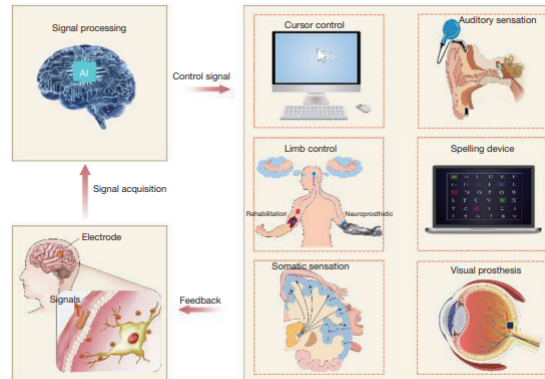 Signal processing
AI
Control signal
Signal acquisition
Electrode
Signals
Feedback
Cursor control
Auditory sensation
Limb control
Rehabilitation
Neuroprosthetic
Spelling device
Somatic sensation
Visual prosthesis